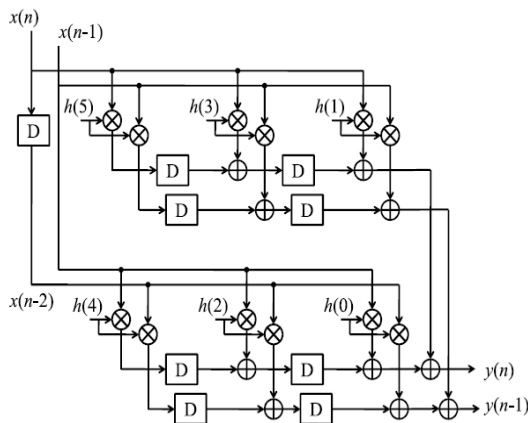 x(n) x(n-1)
h(5) h(3) h(1)
D
D D
D D
x(n-2)
h(4) h(2) h(0)
D D
y(n)
D D
y(n-1)